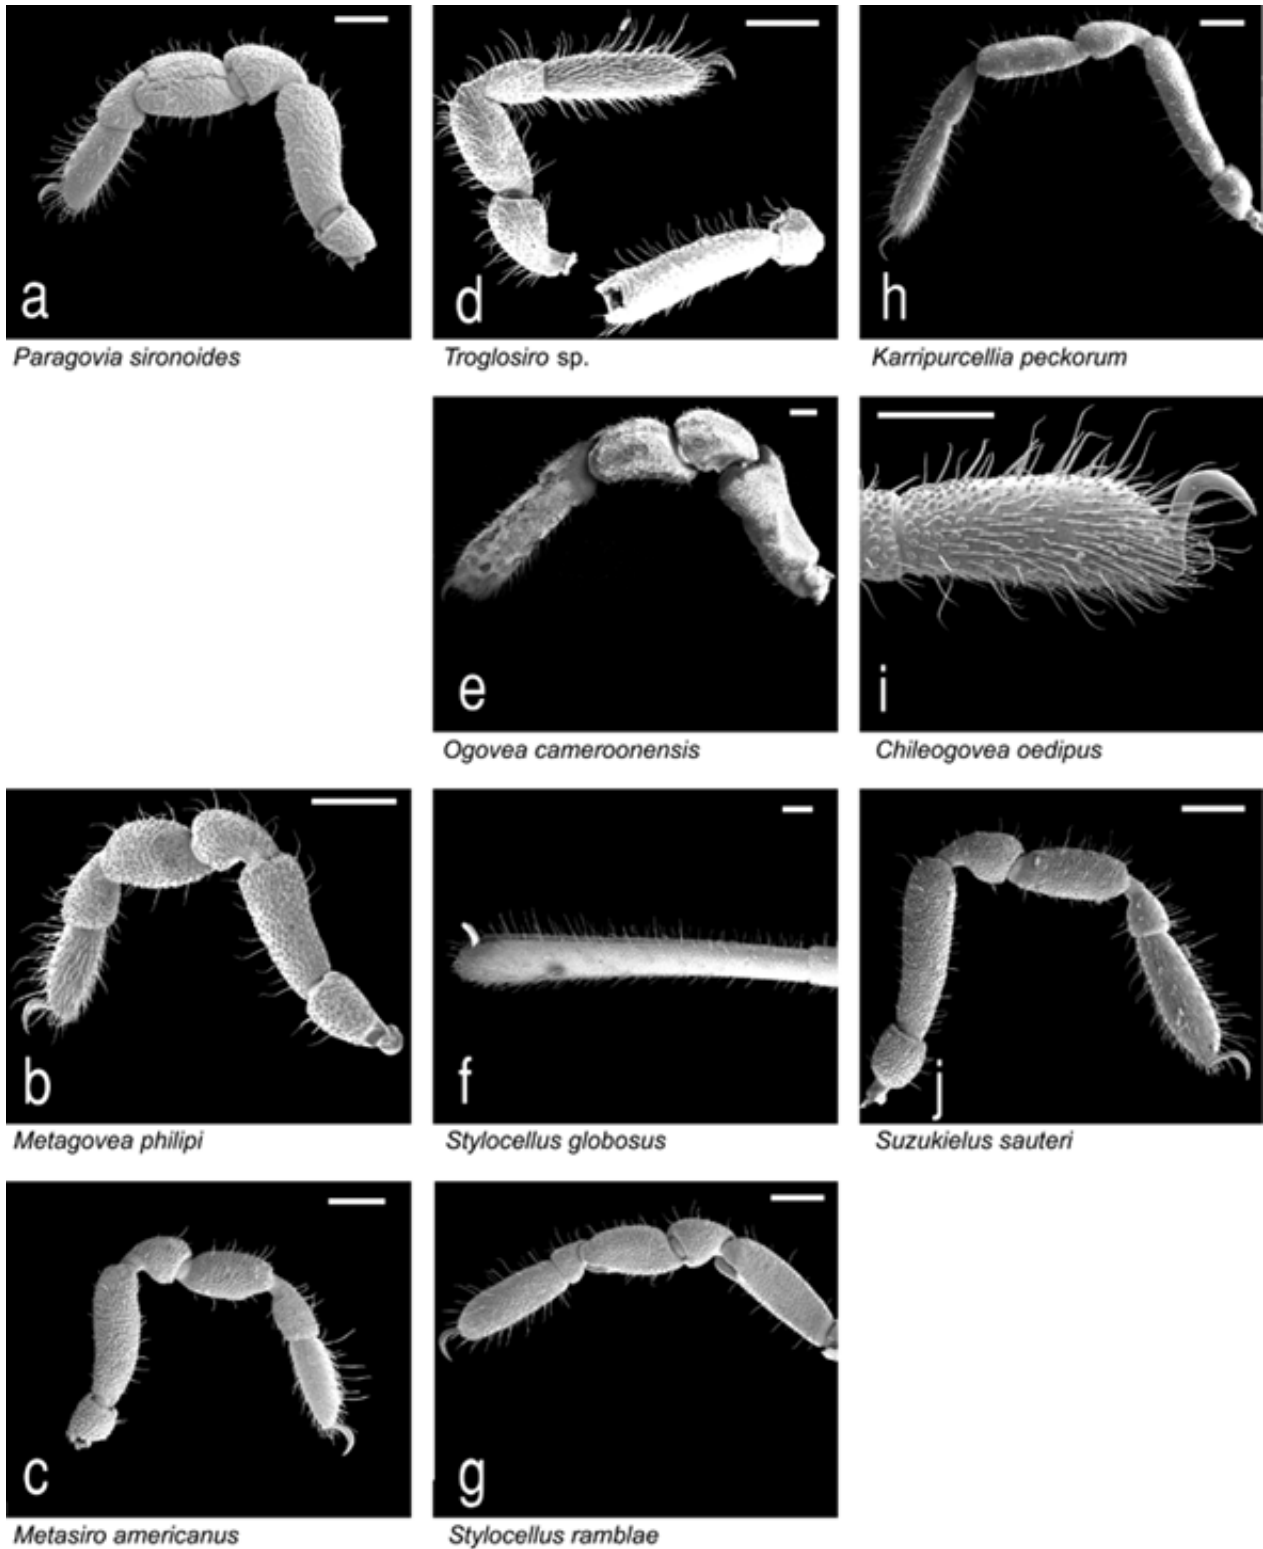 a
Paragovia sironoides
d
Troglosiro sp.
h
Karripurcellia peckorum
e
Ogovea cameroonensis
i
Chileogovea oedipus
b
Metagovea philipi
f
Stylocellus globosus
j
Suzukielus sauteri
c
Metasiro americanus
g
Stylocellus ramblae